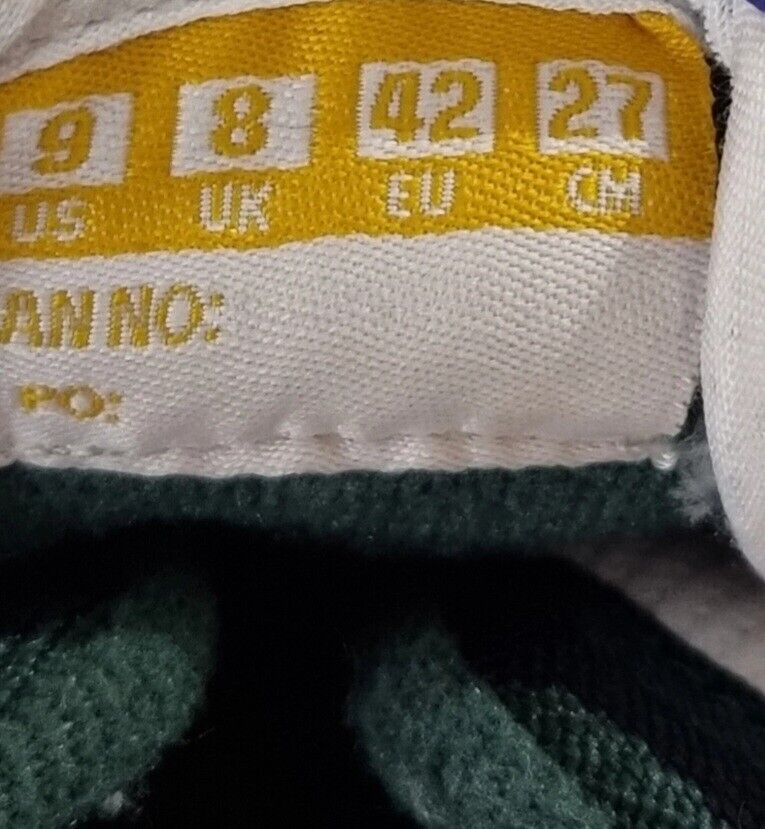 9 8 42 27
US UK EU CM
AN NO:
PO: